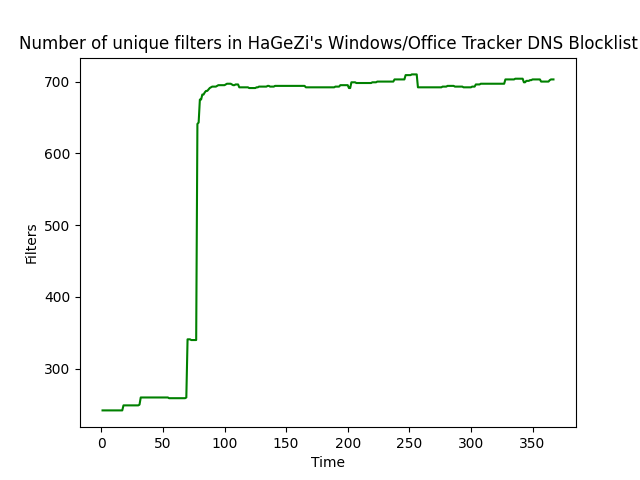 Number of unique filters in HaGeZi's Windows/Office Tracker DNS Blocklist
700
600
500
400
300
Filters
0 50 100 150 200 250 300 350
Time